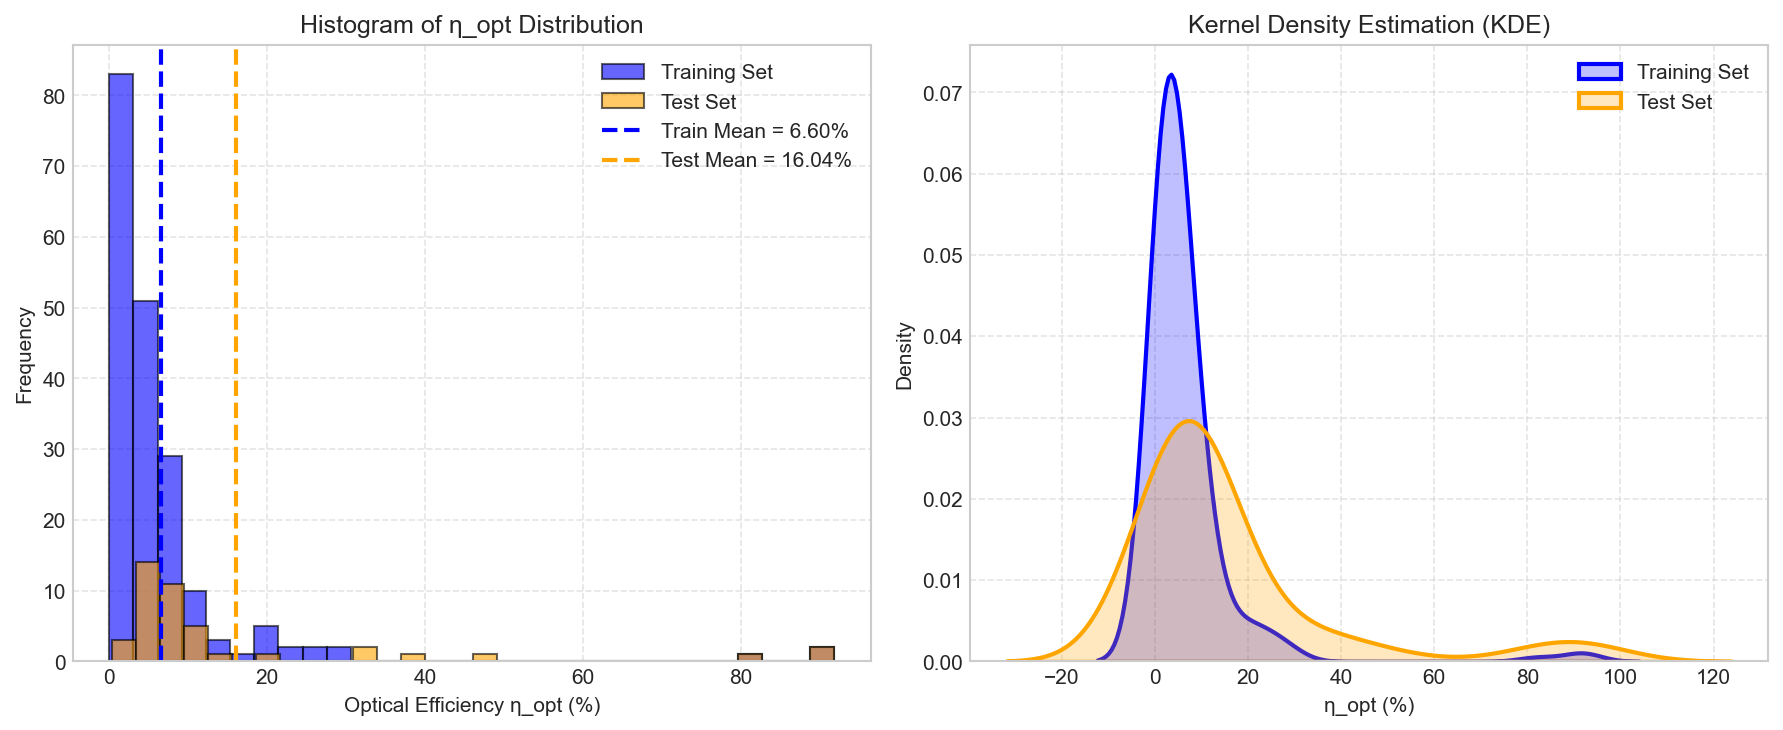 Histogram of η_opt Distribution
Training Set
Test Set
Train Mean = 6.60%
Test Mean = 16.04%
Frequency
80
70
60
50
40
30
20
10
0
0
20
40
60
80
Optical Efficiency η_opt (%)
Kernel Density Estimation (KDE)
Training Set
Test Set
Density
0.07
0.06
0.05
0.04
0.03
0.02
0.01
0.00
−20
0
20
40
60
80
100
120
η_opt (%)